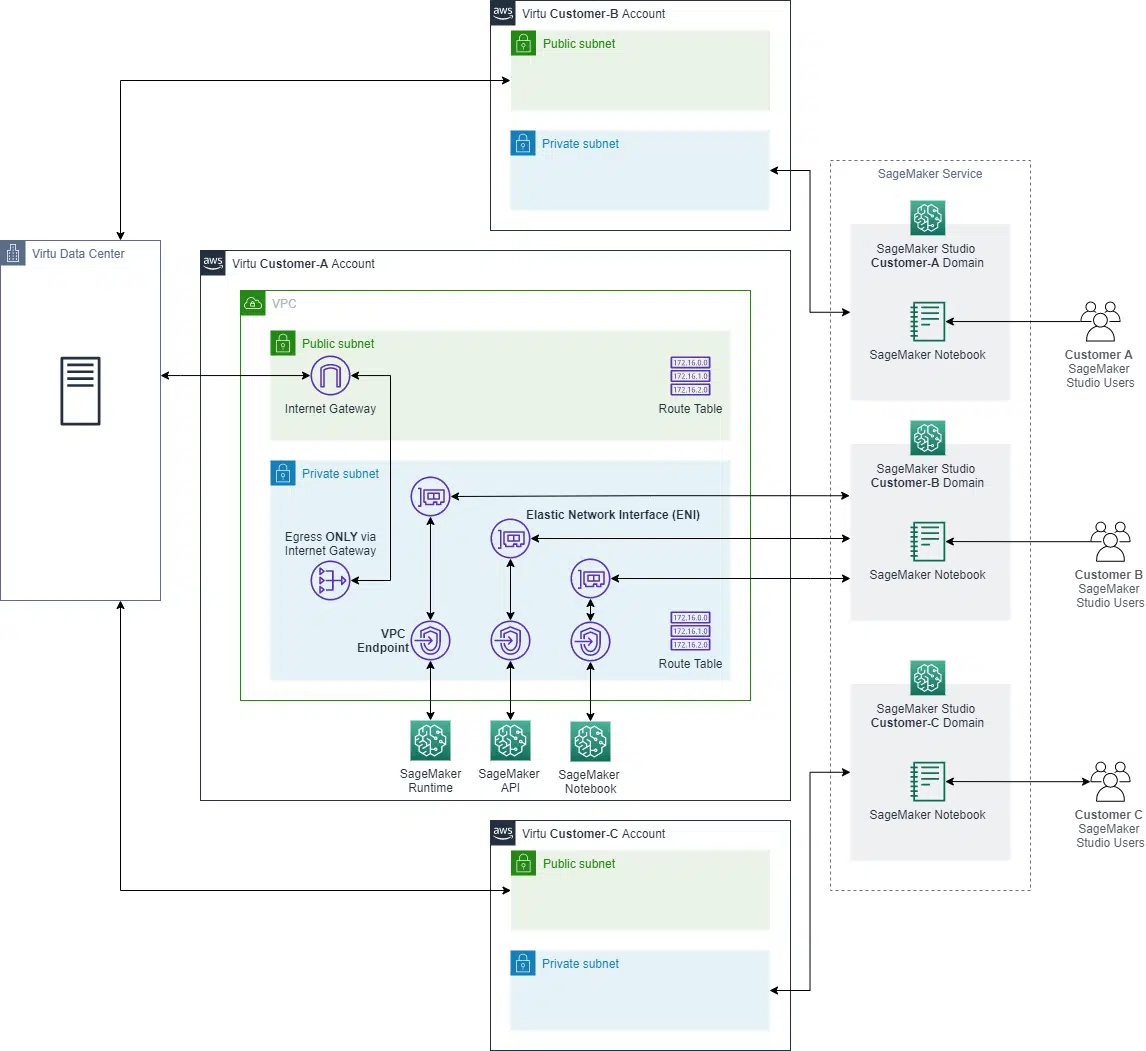 aws
Virtu Customer-B Account
Public subnet
Private subnet
SageMaker Service
SageMaker Studio
Customer-A Domain
SageMaker Notebook
Customer A
SageMaker
Studio Users
Virtu Data Center
aws
Virtu Customer-A Account
VPC
Public subnet
Internet Gateway
172.16.0.0
172.16.1.0
172.16.2.0
Route Table
Private subnet
Elastic Network Interface (ENI)
Egress ONLY via
Internet Gateway
VPC
Endpoint
172.16.0.0
172.16.1.0
172.16.2.0
Route Table
SageMaker
Runtime
SageMaker
API
SageMaker
Notebook
SageMaker Studio
Customer-B Domain
SageMaker Notebook
Customer B
SageMaker
Studio Users
SageMaker Studio
Customer-C Domain
SageMaker Notebook
Customer C
SageMaker
Studio Users
aws
Virtu Customer-C Account
Public subnet
Private subnet